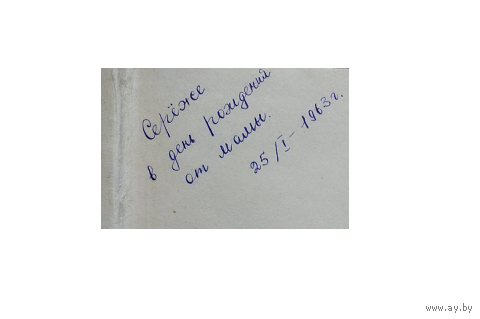 Серёже
в день рождения
от мамы.
25/I - 1963г.
www.ay.by